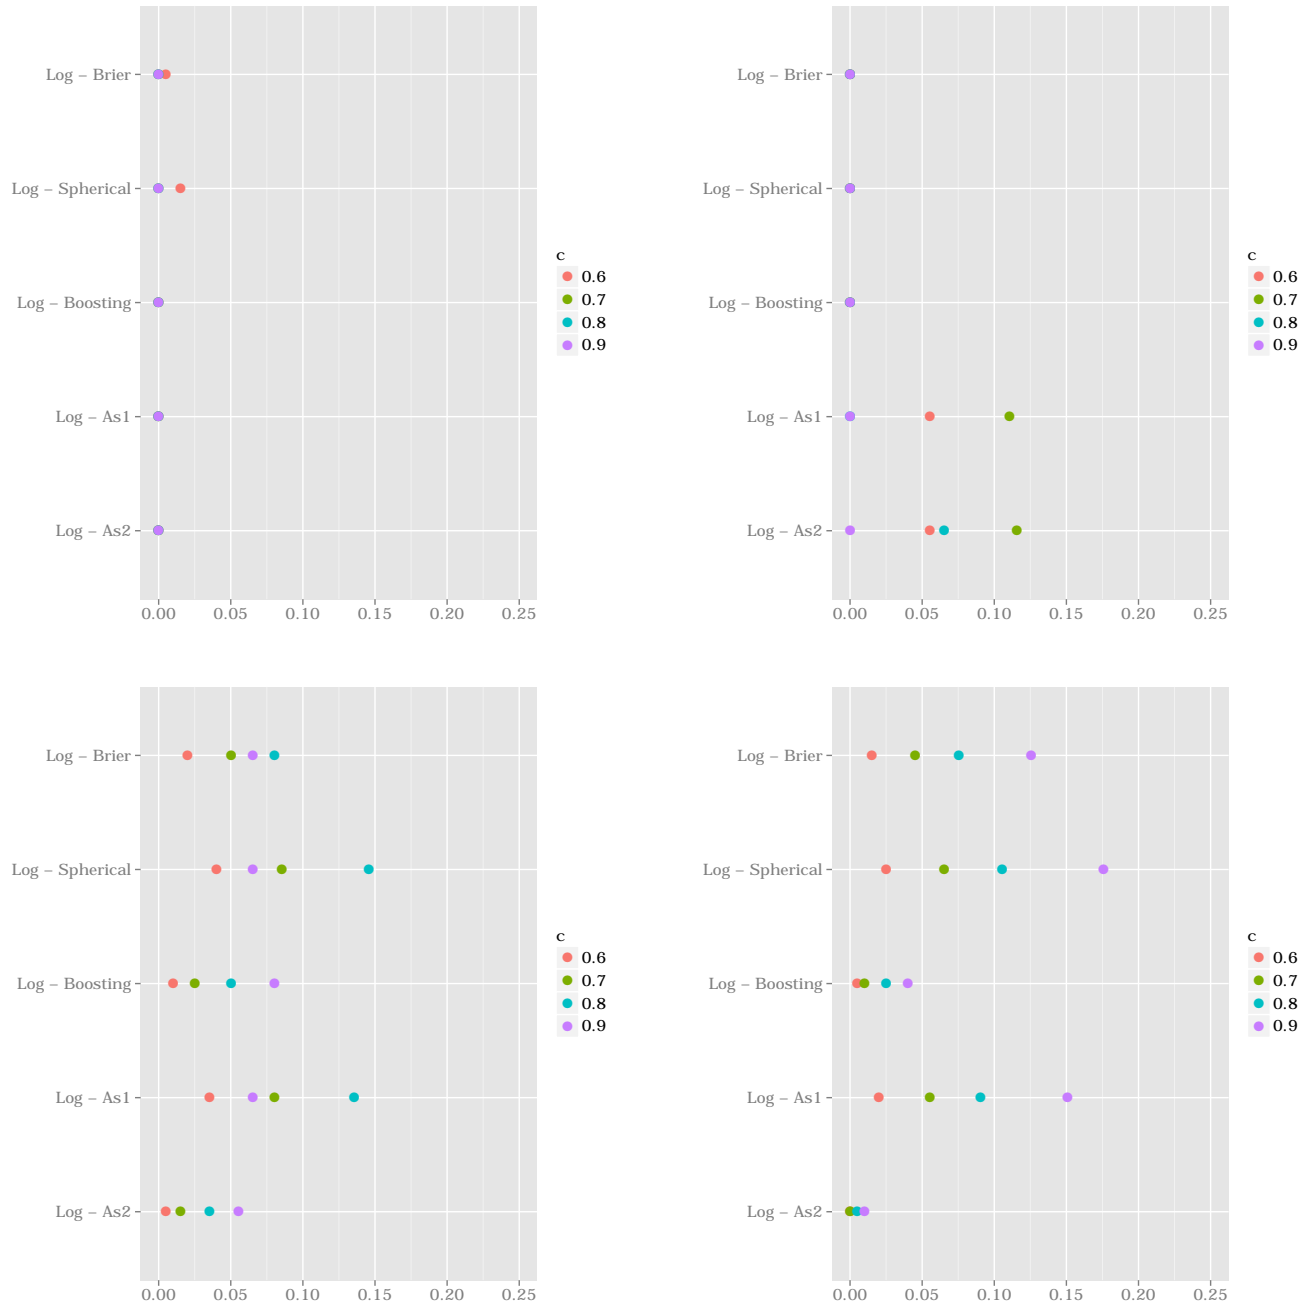 Log – Brier
Log – Spherical
Log – Boosting
Log – As1
Log – As2
0.00 0.05 0.10 0.15 0.20 0.25
c
0.6
0.7
0.8
0.9
Log – Brier
Log – Spherical
Log – Boosting
Log – As1
Log – As2
0.00 0.05 0.10 0.15 0.20 0.25
c
0.6
0.7
0.8
0.9
Log – Brier
Log – Spherical
Log – Boosting
Log – As1
Log – As2
0.00 0.05 0.10 0.15 0.20 0.25
c
0.6
0.7
0.8
0.9
Log – Brier
Log – Spherical
Log – Boosting
Log – As1
Log – As2
0.00 0.05 0.10 0.15 0.20 0.25
c
0.6
0.7
0.8
0.9